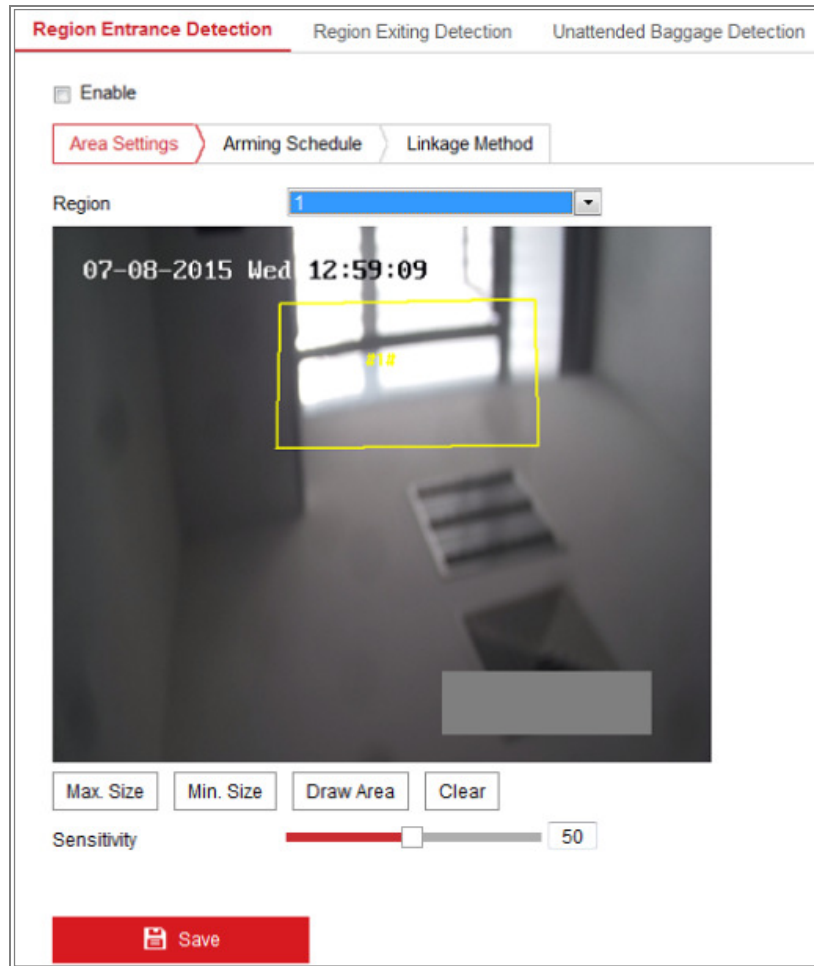 Region Entrance Detection Region Exiting Detection Unattended Baggage Detection
Enable
Area Settings Arming Schedule Linkage Method
Region 1
07-08-2015 Wed 12:59:09
#1#
Max. Size Min. Size Draw Area Clear
Sensitivity 50
Save